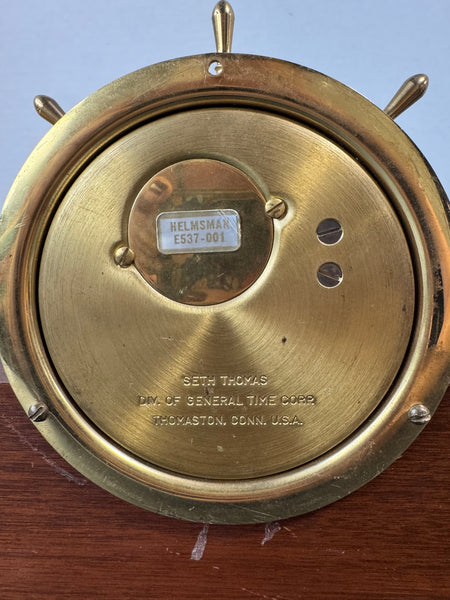 HELMSMAN
E537-001
SETH THOMAS
DIV. OF GENERAL TIME CORP.
THOMASTON, CONN. U.S.A.